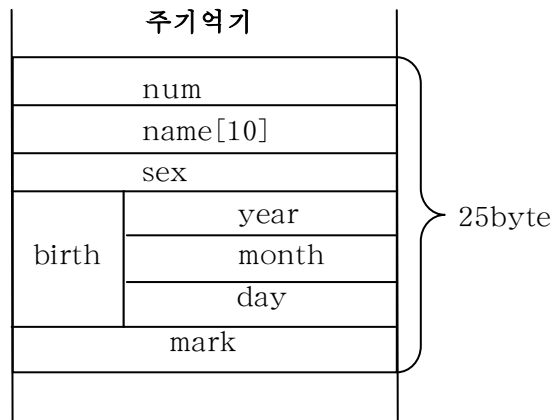 주기억기
num
name[10]
sex
year
birth
month
day
mark
25byte